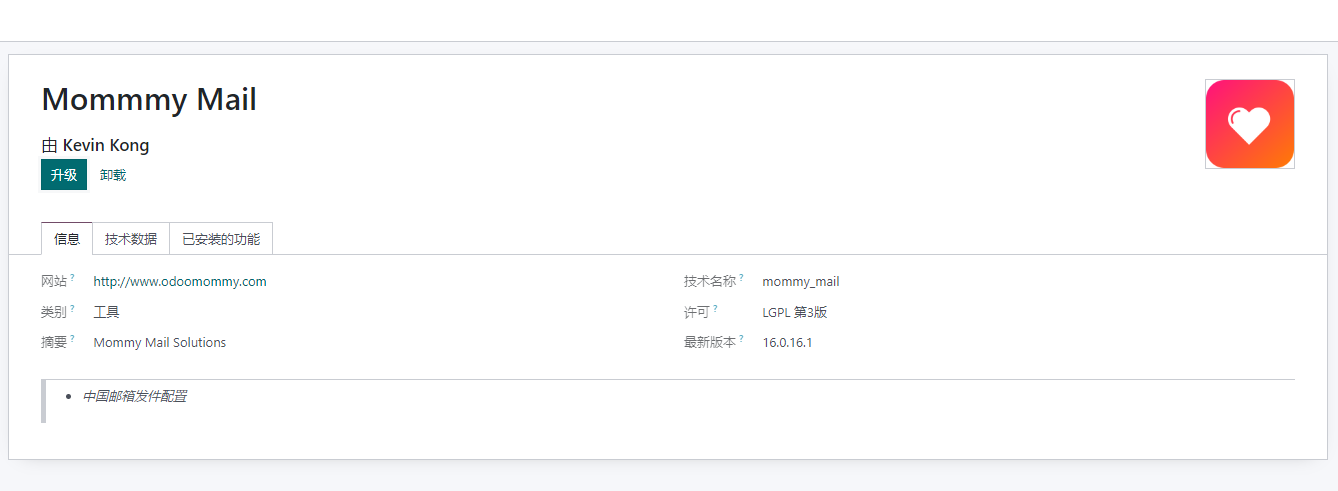 Mommmy Mail
由 Kevin Kong
升级 卸载
信息 技术数据 已安装的功能
网站 ? http://www.odoomommy.com 技术名称 ? mommy_mail
类别 ? 工具 许可 ? LGPL 第3版
摘要 ? Mommy Mail Solutions 最新版本 ? 16.0.16.1
• 中国邮箱发件配置